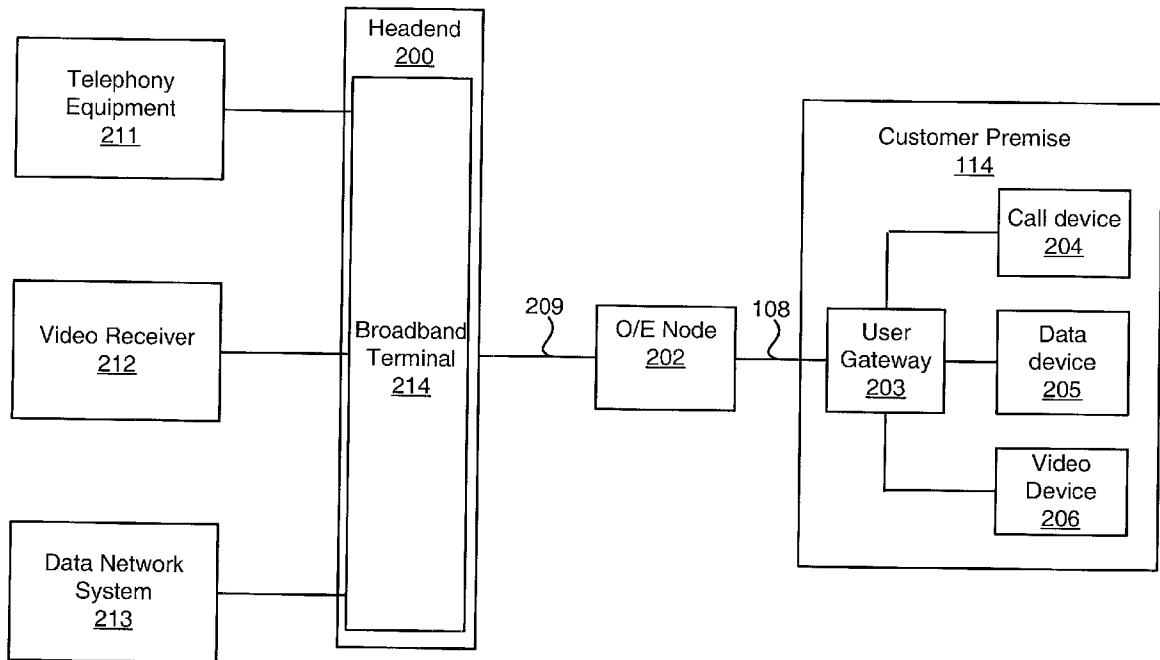 Telephony
Equipment
211
Video Receiver
212
Data Network
System
213
Headend
200
Broadband
Terminal
214
209
O/E Node
202
108
Customer Premise
114
User
Gateway
203
Call device
204
Data
device
205
Video
Device
206